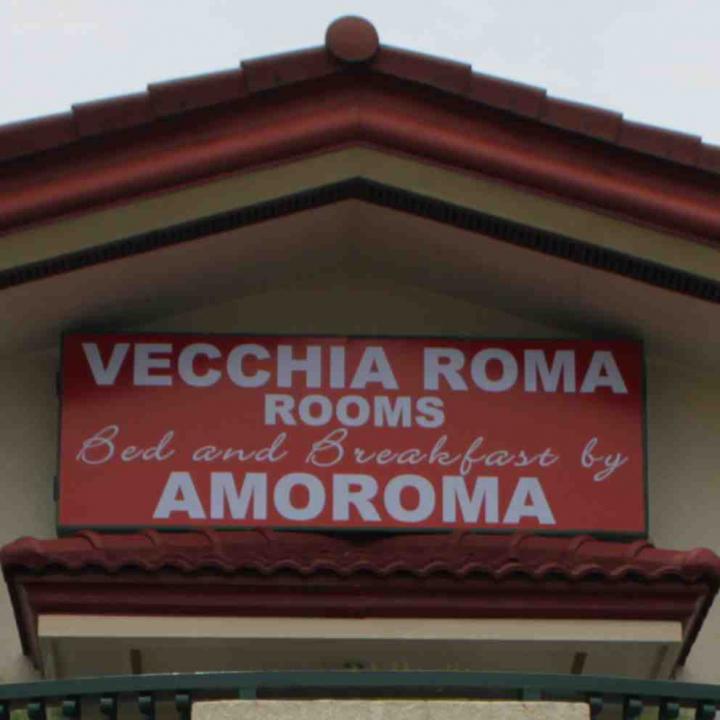 VECCHIA ROMA
ROOMS
Bed and Breakfast by
AMOROMA